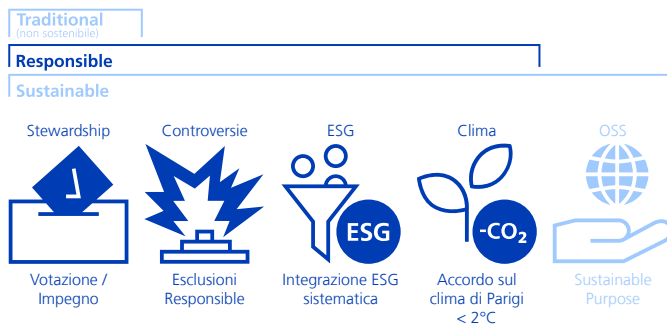 Traditional
(non sostenibile)
Responsible
Sustainable
Stewardship
Controversie
ESG
Clima
OSS
ESG
-CO₂
Votazione /
Impegno
Esclusioni
Responsible
Integrazione ESG
sistematica
Accordo sul
clima di Parigi
< 2°C
Sustainable
Purpose